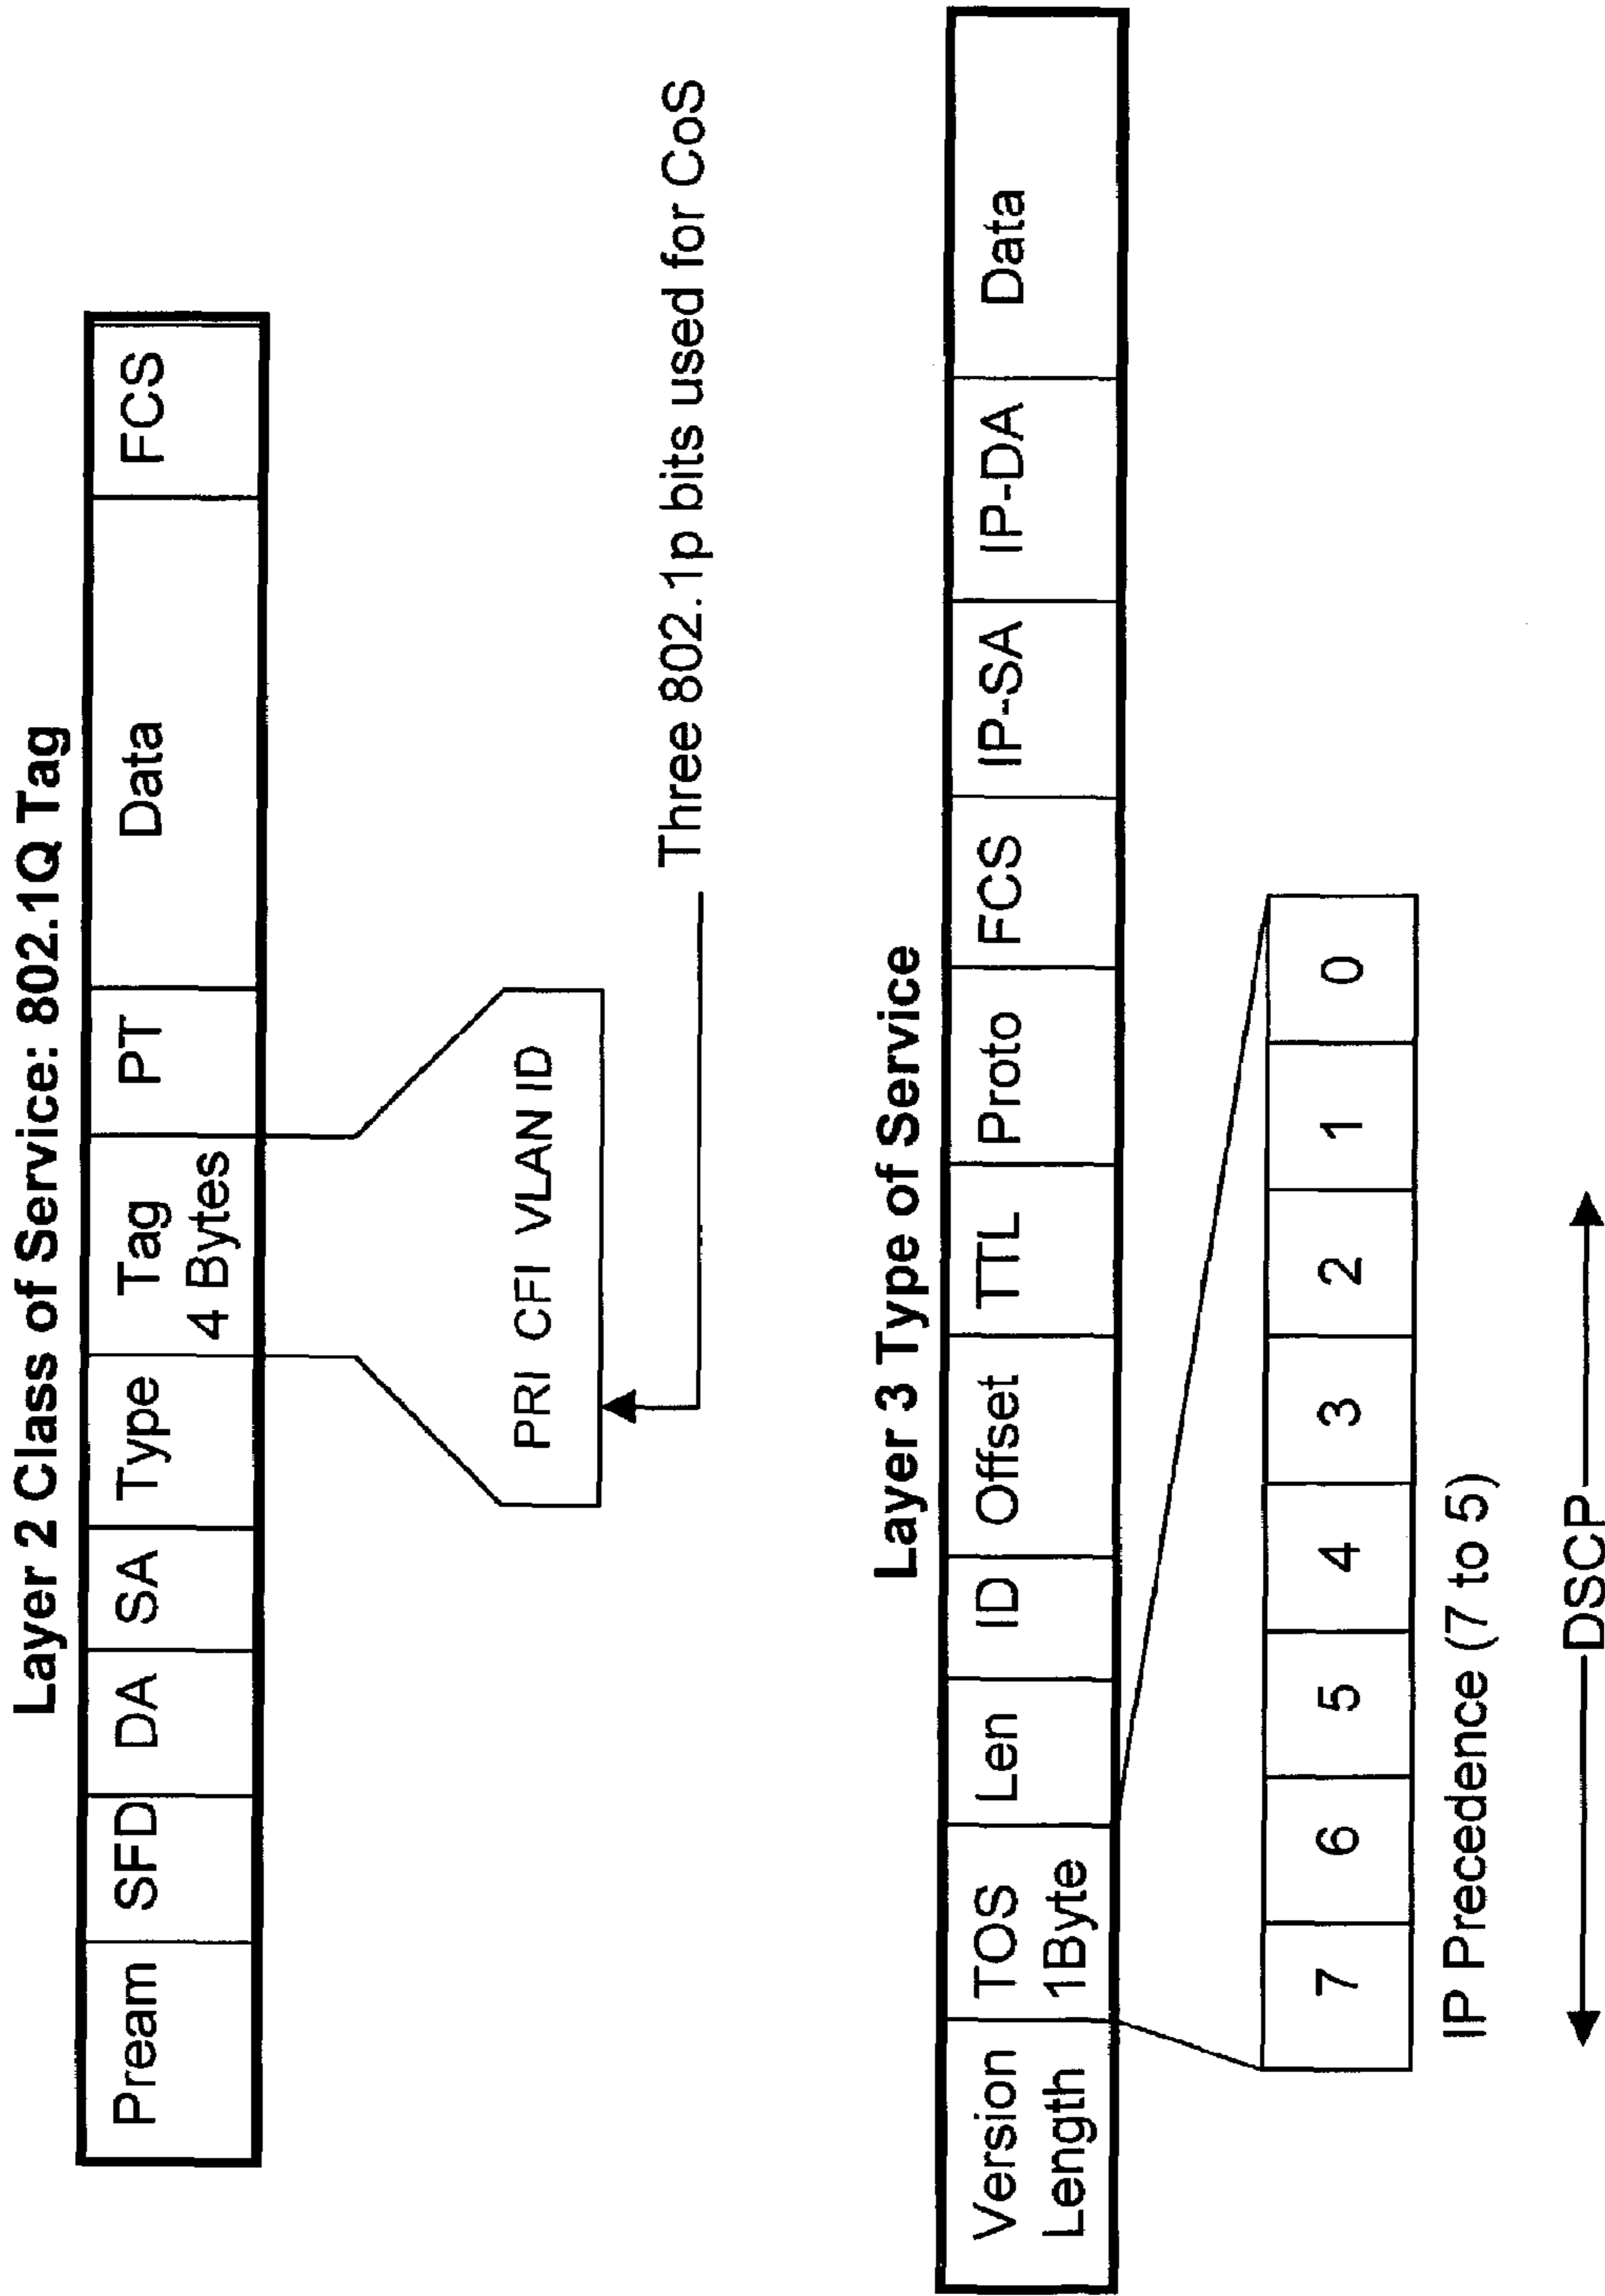 Layer 2 Class of Service: 802.1Q Tag
Pream SFD DA SA Type Tag PT Data FCS
4 Bytes
PRI CFI VLAN ID
Three 802.1p bits used for CoS
Layer 3 Type of Service
Version TOS Len ID Offset TTL Proto FCS IP-SA IP-DA Data
Length 1Byte
7 6 5 4 3 2 1 0
IP Precedence (7 to 5)
DSCP